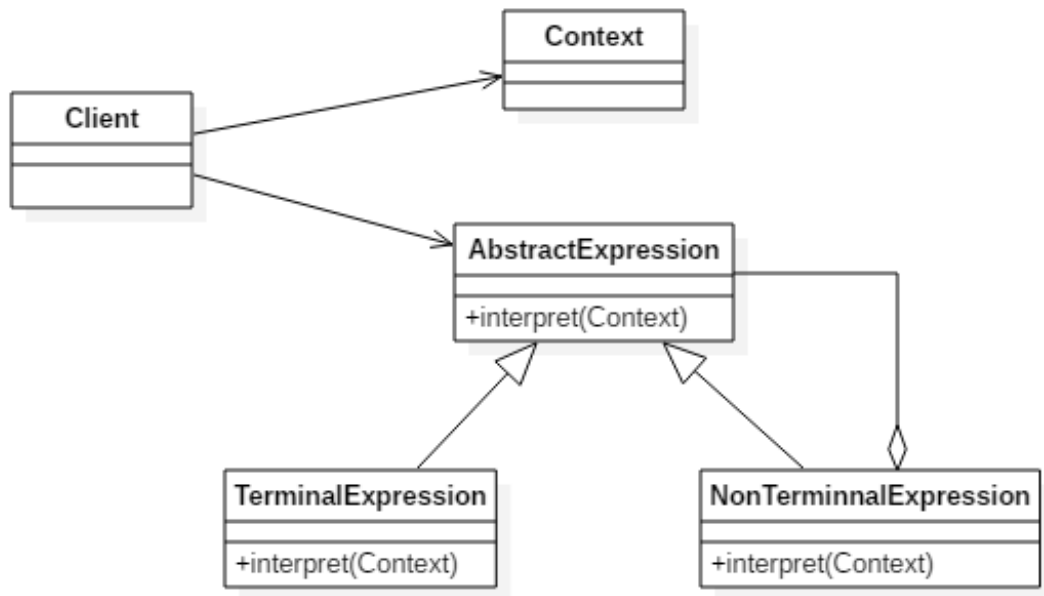 Context
Client
AbstractExpression
+interpret(Context)
TerminalExpression
+interpret(Context)
NonTerminnalExpression
+interpret(Context)